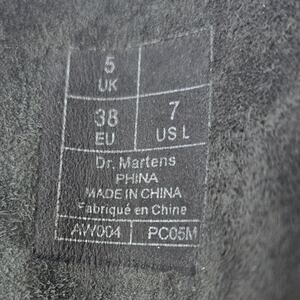 5
UK
38 7
EU US L
Dr. Martens
PHINA
MADE IN CHINA
Fabriqué en Chine
AW004 PC05M